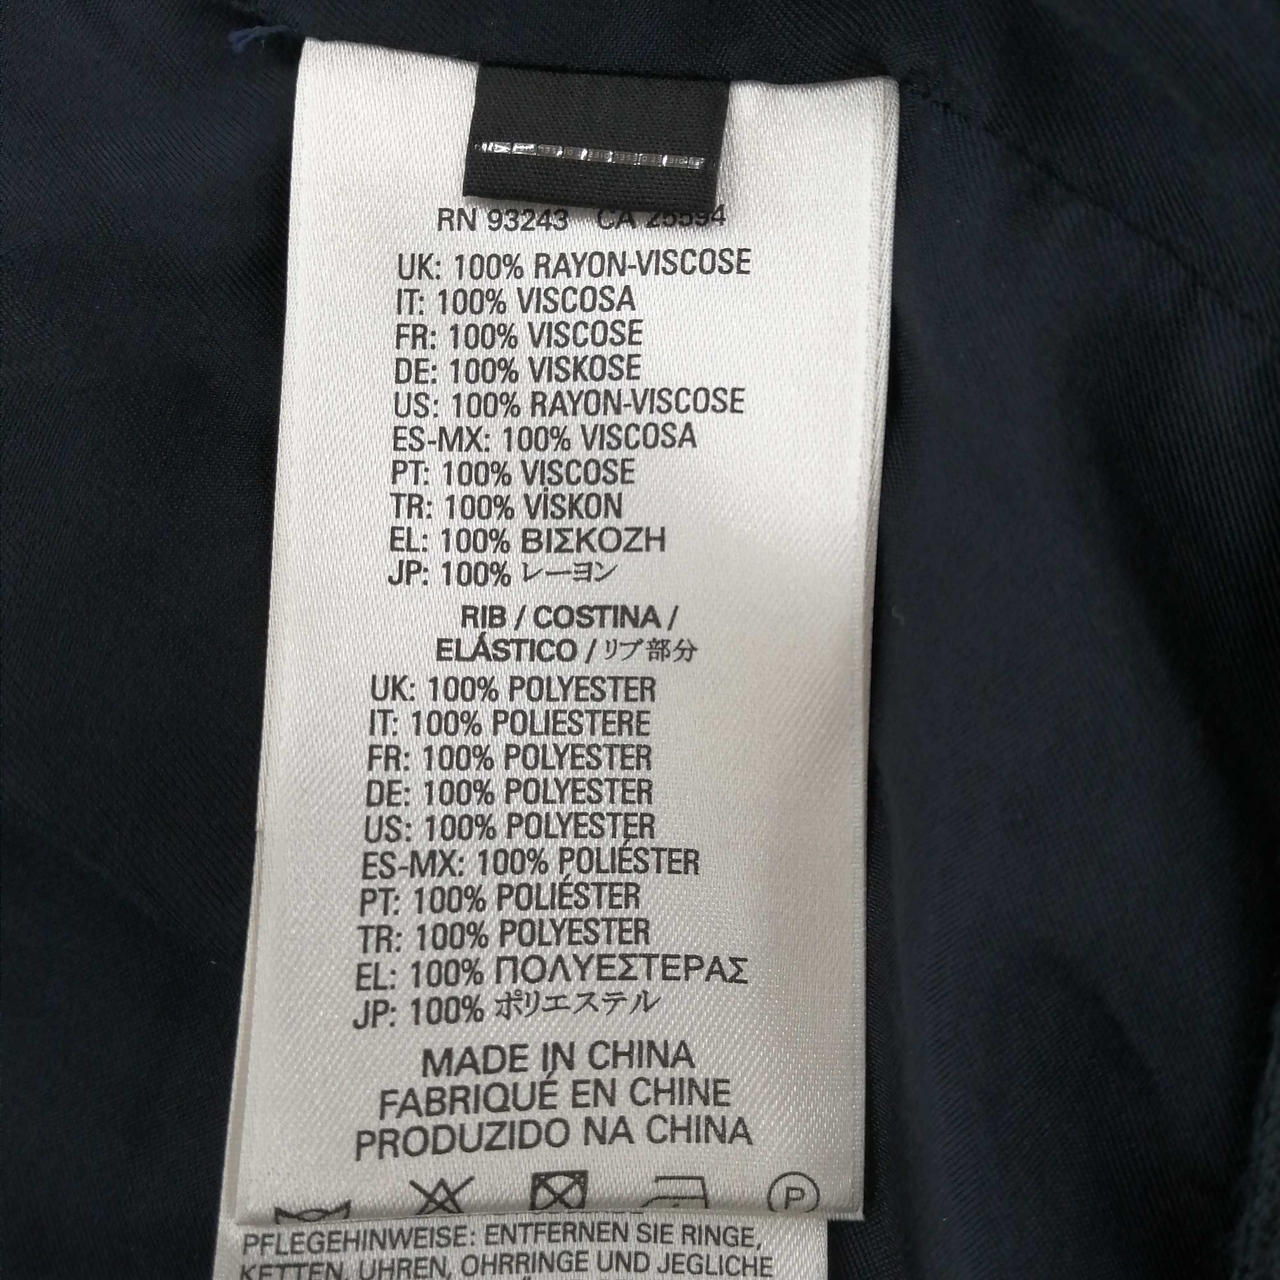 RN 93243 CA 25594
UK: 100% RAYON-VISCOSE
IT: 100% VISCOSA
FR: 100% VISCOSE
DE: 100% VISKOSE
US: 100% RAYON-VISCOSE
ES-MX: 100% VISCOSA
PT: 100% VISCOSE
TR: 100% VİSKON
EL: 100% ΒΙΣΚΟΖΗ
JP: 100% レーヨン
RIB / COSTINA /
ELÁSTICO / リブ部分
UK: 100% POLYESTER
IT: 100% POLIESTERE
FR: 100% POLYESTER
DE: 100% POLYESTER
US: 100% POLYESTER
ES-MX: 100% POLIÉSTER
PT: 100% POLIÉSTER
TR: 100% POLYESTER
EL: 100% ΠΟΛΥΕΣΤΕΡΑΣ
JP: 100% ポリエステル
MADE IN CHINA
FABRIQUÉ EN CHINE
PRODUZIDO NA CHINA
P
PFLEGEHINWEISE: ENTFERNEN SIE RINGE,
KETTEN, UHREN, OHRRINGE UND JEGLICHE